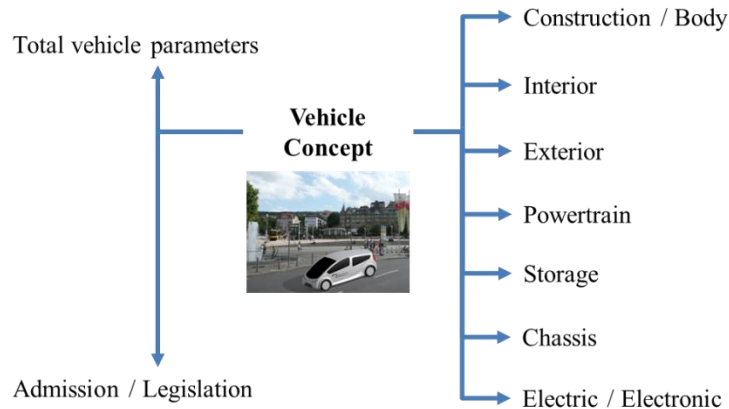 Total vehicle parameters
Admission / Legislation
Vehicle
Concept
Construction / Body
Interior
Exterior
Powertrain
Storage
Chassis
Electric / Electronic